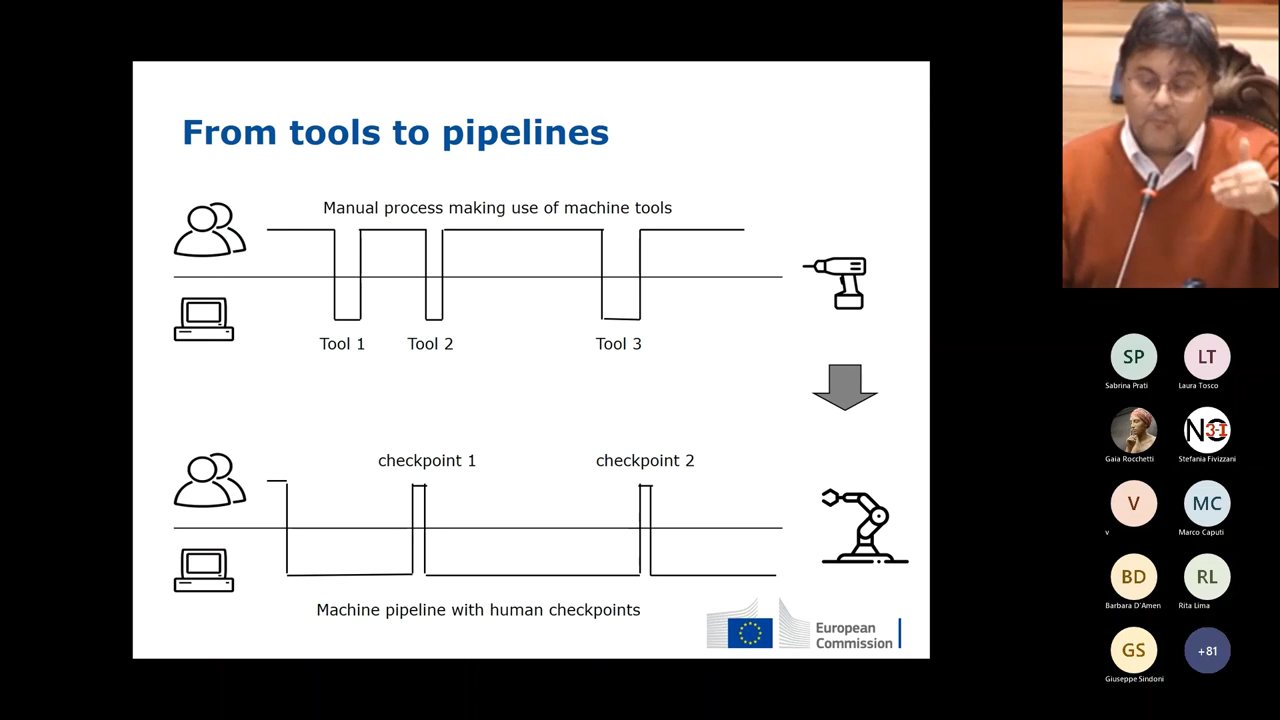 From tools to pipelines
Manual process making use of machine tools
Tool 1
Tool 2
Tool 3
checkpoint 1
checkpoint 2
Machine pipeline with human checkpoints
European
Commission
SP
LT
Sabrina Prati
Laura Tosco
N3-I
Gaia Rocchetti
Stefania Fivizzani
V
MC
v
Marco Caputi
BD
RL
Barbara D'Amen
Rita Lima
GS
+81
Giuseppe Sindoni